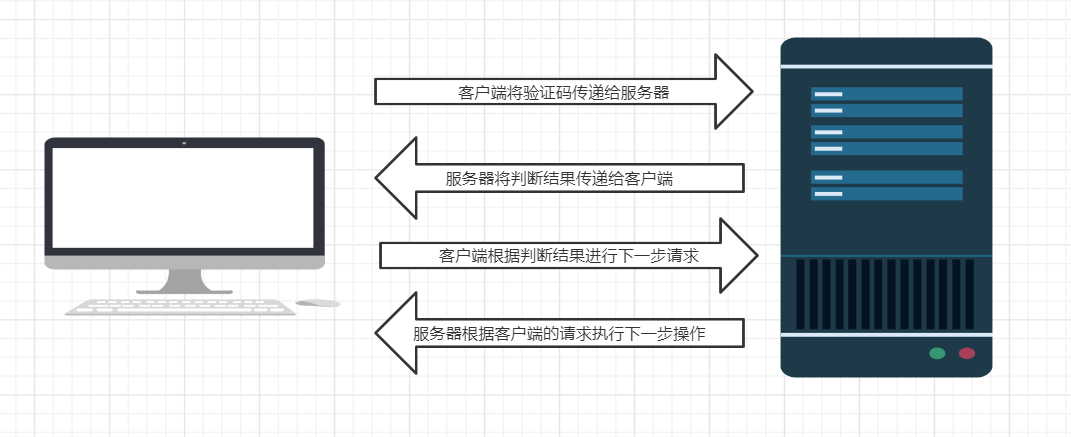 客户端将验证码传递给服务器
服务器将判断结果传递给客户端
客户端根据判断结果进行下一步请求
服务器根据客户端的请求执行下一步操作